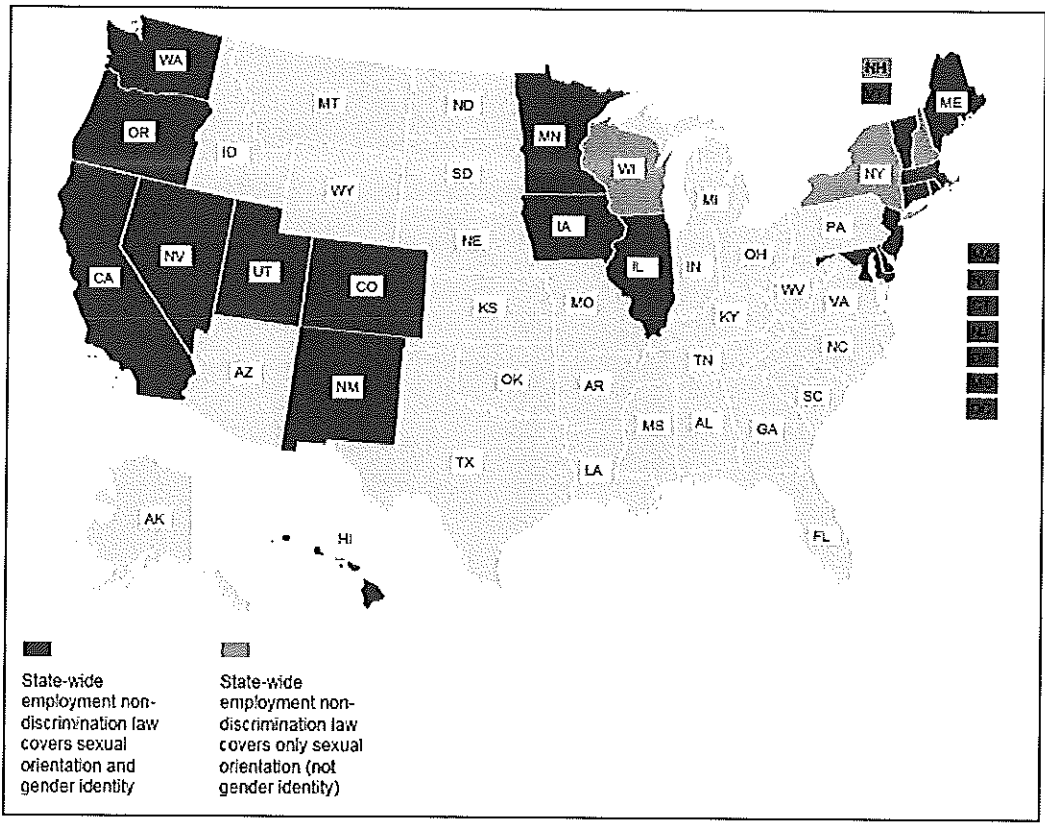 WA
MT
ND
NH
ME
OR
MN
ID
SD
WI
NY
WY
MI
IA
PA
NE
NV
UT
CO
IL
IN
OH
CA
KS
MO
WV
VA
KY
NC
AZ
NM
OK
AR
TN
SC
MS
AL
GA
TX
LA
AK
HI
FL
State-wide
employment non-
discrimination law
covers sexual
orientation and
gender identity
State-wide
employment non-
discrimination law
covers only sexual
orientation (not
gender identity)